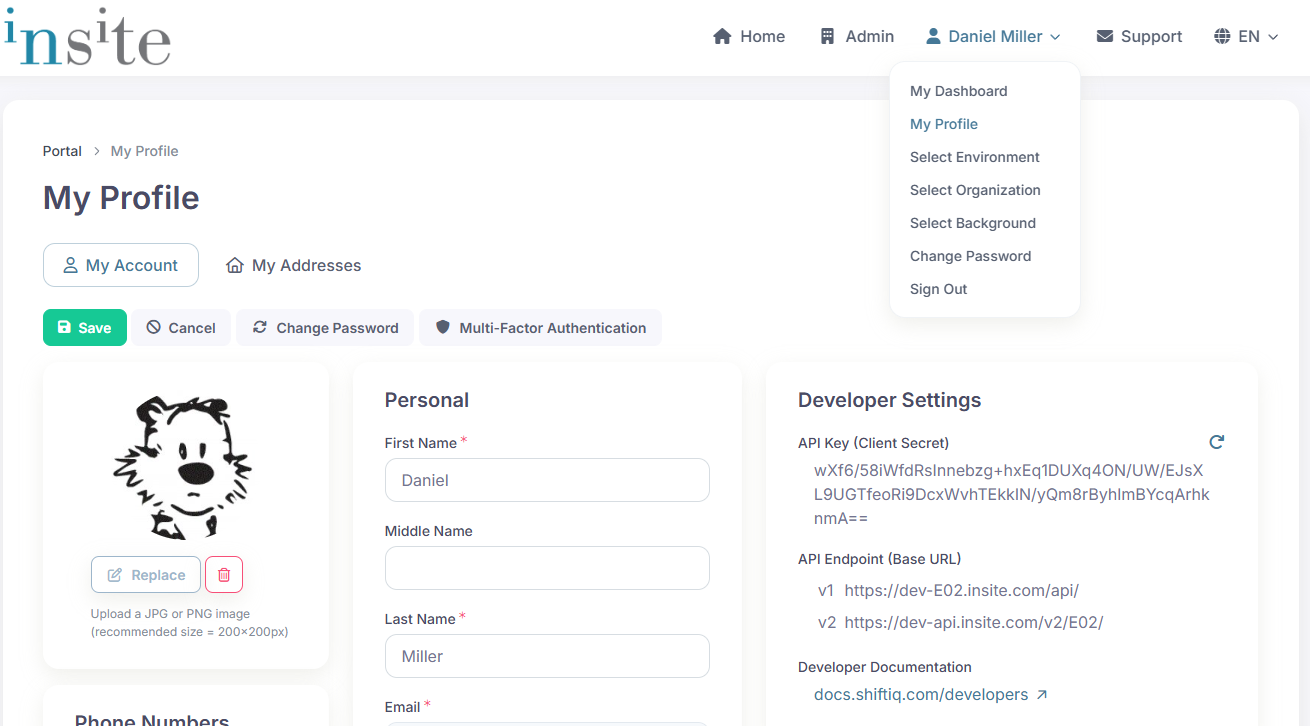 insite
Home
Admin
Daniel Miller
Support
EN
My Dashboard
My Profile
Select Environment
Select Organization
Select Background
Change Password
Sign Out
Portal > My Profile
My Profile
My Account
My Addresses
Save
Cancel
Change Password
Multi-Factor Authentication
Replace
Upload a JPG or PNG image
(recommended size = 200×200px)
Phone Numbers
Personal
First Name *
Daniel
Middle Name
Last Name *
Miller
Email *
Developer Settings
API Key (Client Secret)
wXf6/58iWfdRsInnebzg+hxEq1DUXq4ON/UW/EJsX
L9UGTfeoRi9DcxWvhTEkkIN/yQm8rByhImBYcqArhk
nmA==
API Endpoint (Base URL)
v1 https://dev-E02.insite.com/api/
v2 https://dev-api.insite.com/v2/E02/
Developer Documentation
docs.shiftiq.com/developers